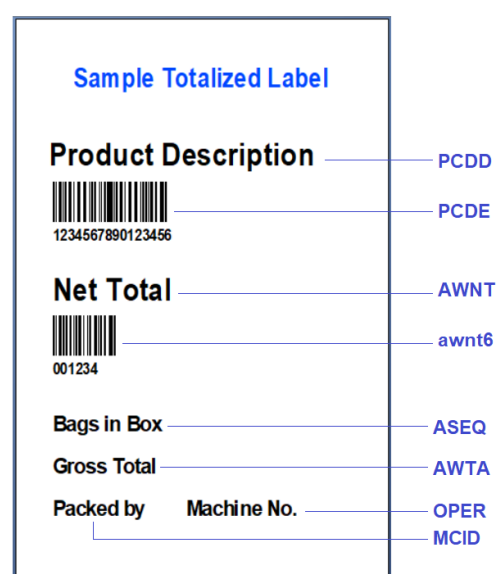 Sample Totalized Label
Product Description PCDD
PCDE
1234567890123456
Net Total AWNT
awnt6
001234
Bags in Box ASEQ
Gross Total AWTA
Packed by Machine No. OPER
MCID